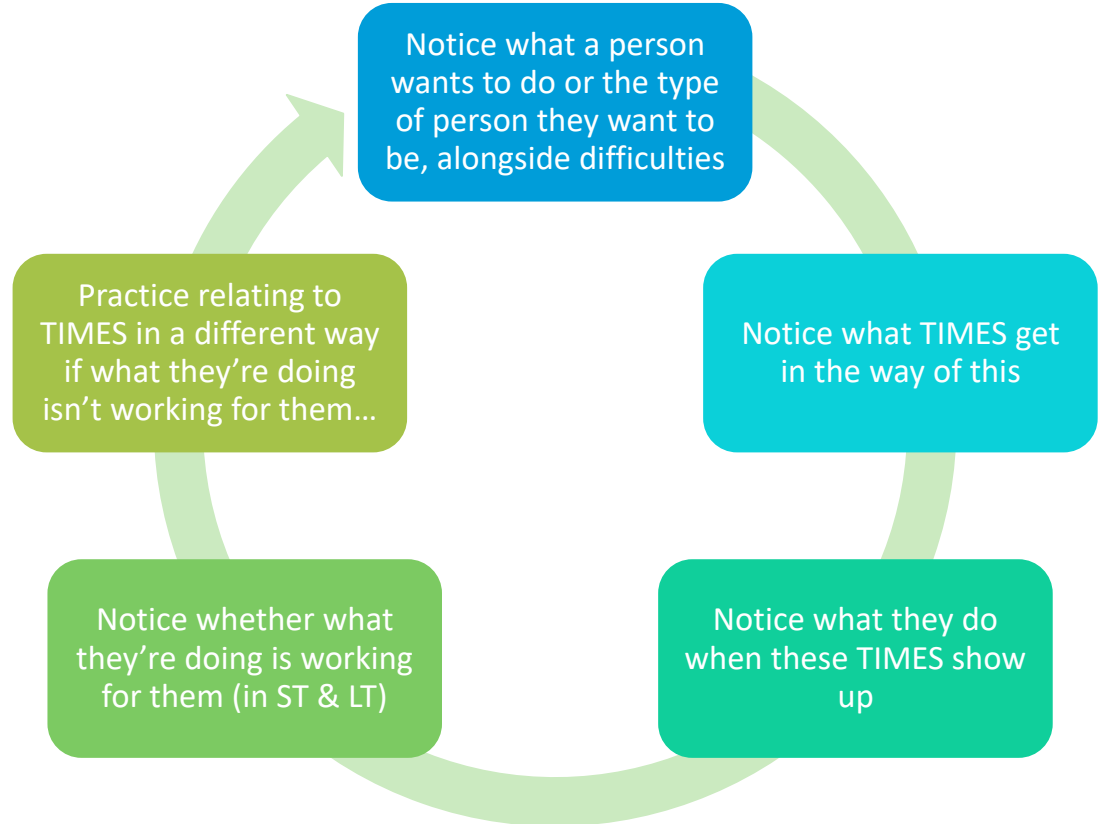 Notice what a person
wants to do or the type
of person they want to
be, alongside difficulties
Notice what TIMES get
in the way of this
Notice what they do
when these TIMES show
up
Notice whether what
they’re doing is working
for them (in ST & LT)
Practice relating to
TIMES in a different way
if what they’re doing
isn’t working for them…